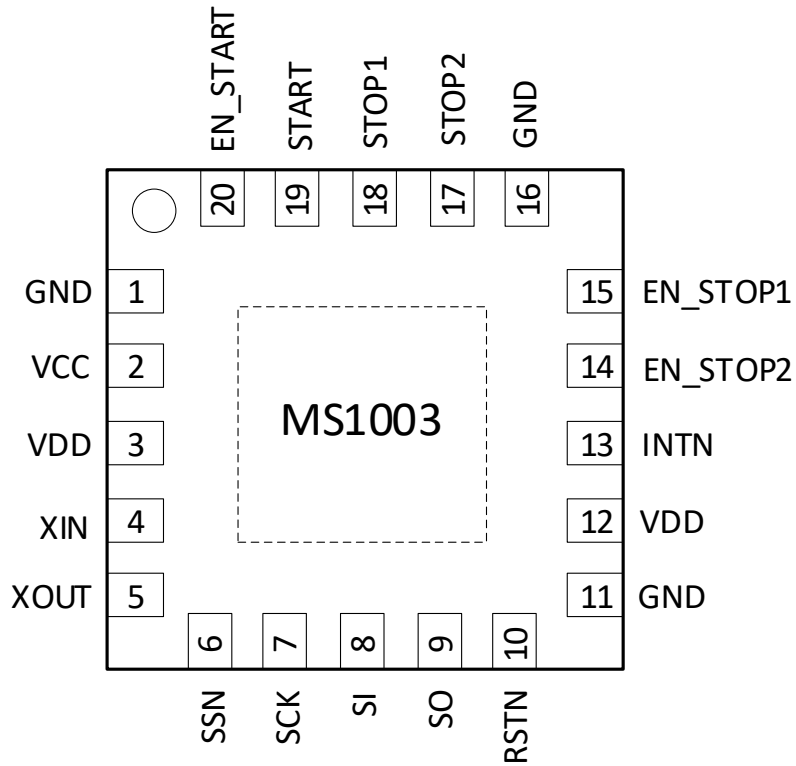 EN_START
START
STOP1
STOP2
GND
20
19
18
17
16
GND 1
15 EN_STOP1
VCC 2
14 EN_STOP2
MS1003
VDD 3
13 INTN
XIN 4
12 VDD
XOUT 5
11 GND
6
7
8
9
10
SSN
SCK
SI
SO
RSTN